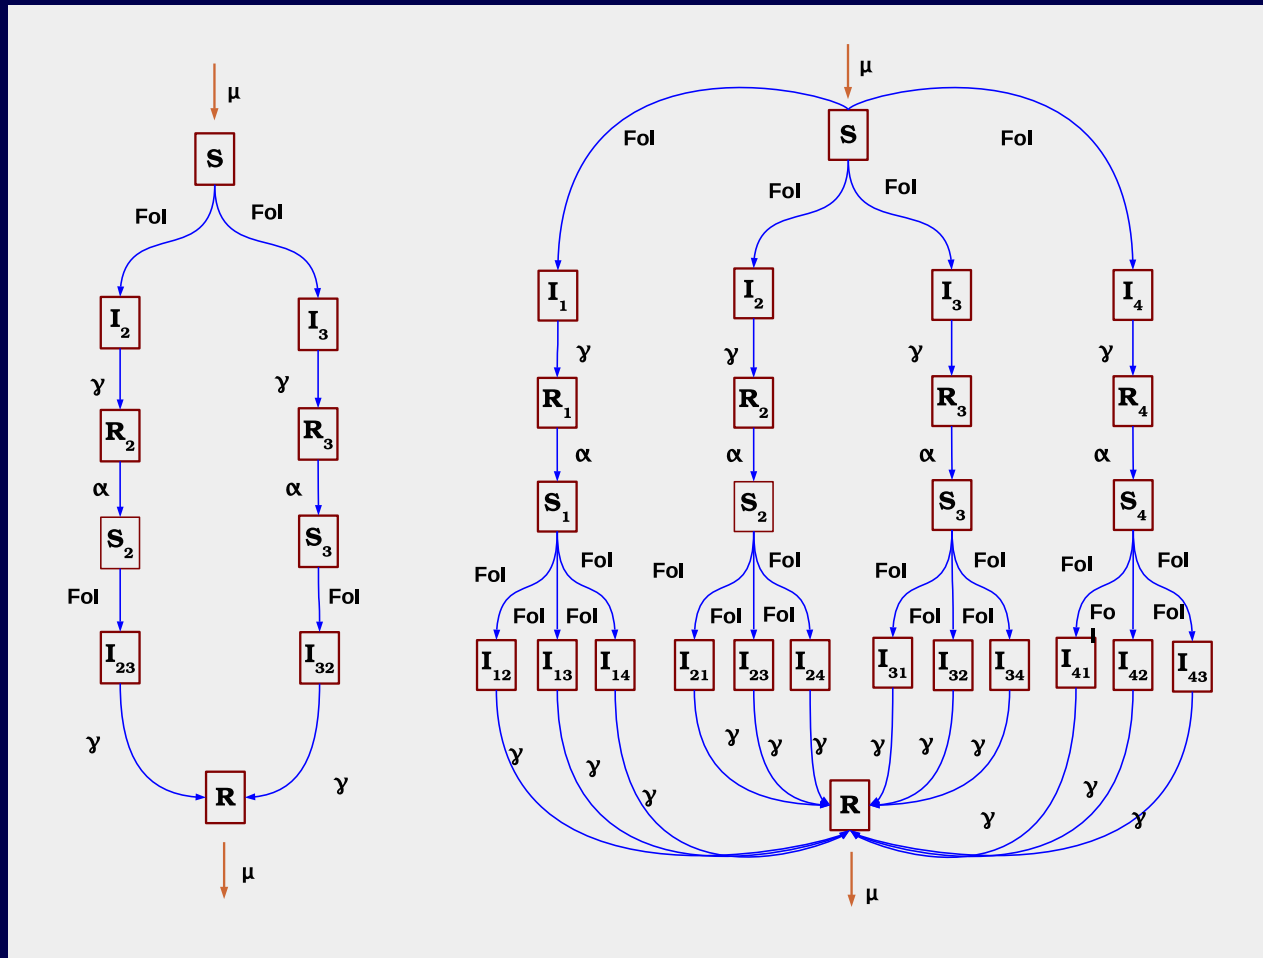 μ
S
FoI FoI
I2 I3
γ γ
R2 R3
α α
S2 S3
FoI FoI
I23 I32
γ γ
R
μ
μ
S
FoI FoI
FoI FoI
I1 I2 I3 I4
γ γ γ γ
R1 R2 R3 R4
α α α α
S1 S2 S3 S4
FoI FoI FoI FoI FoI FoI FoI FoI
FoI FoI FoI FoI FoI FoI Fo FoI
I
I12 I13 I14 I21 I23 I24 I31 I32 I34 I41 I42 I43
γ γ γ γ γ γ γ γ γ γ γ γ
R
μ